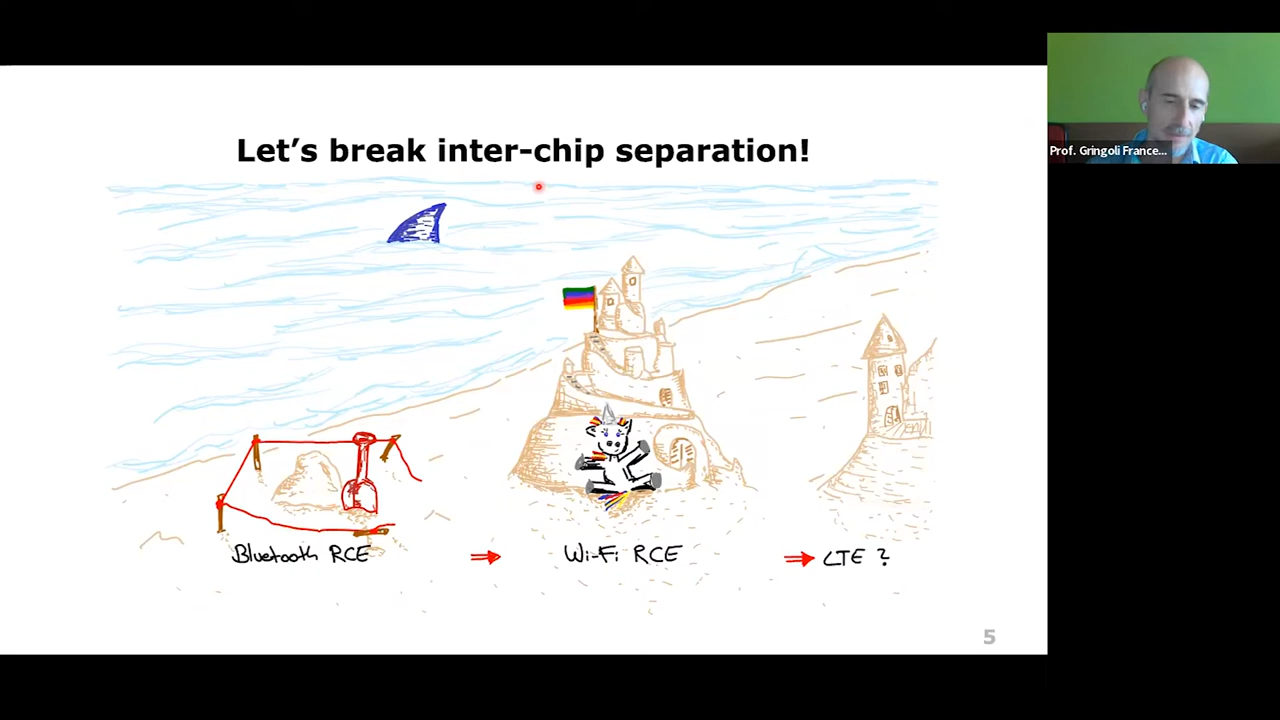 Let's break inter-chip separation!
Prof. Gringoli France...
Bluetooth RCE
Wi-Fi RCE
LTE ?
5